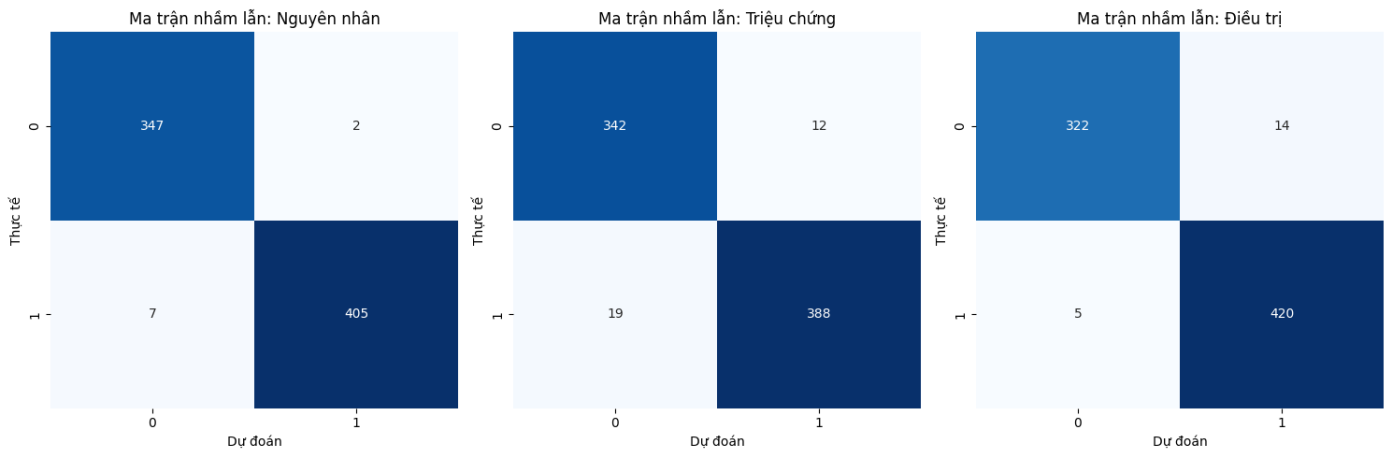 Ma trận nhầm lẫn: Nguyên nhân
0
347
2
Thực tế
1
7
405
0
1
Dự đoán
Ma trận nhầm lẫn: Triệu chứng
342
12
Thực tế
19
388
0
1
Dự đoán
Ma trận nhầm lẫn: Điều trị
0
322
14
Thực tế
1
5
420
0
1
Dự đoán